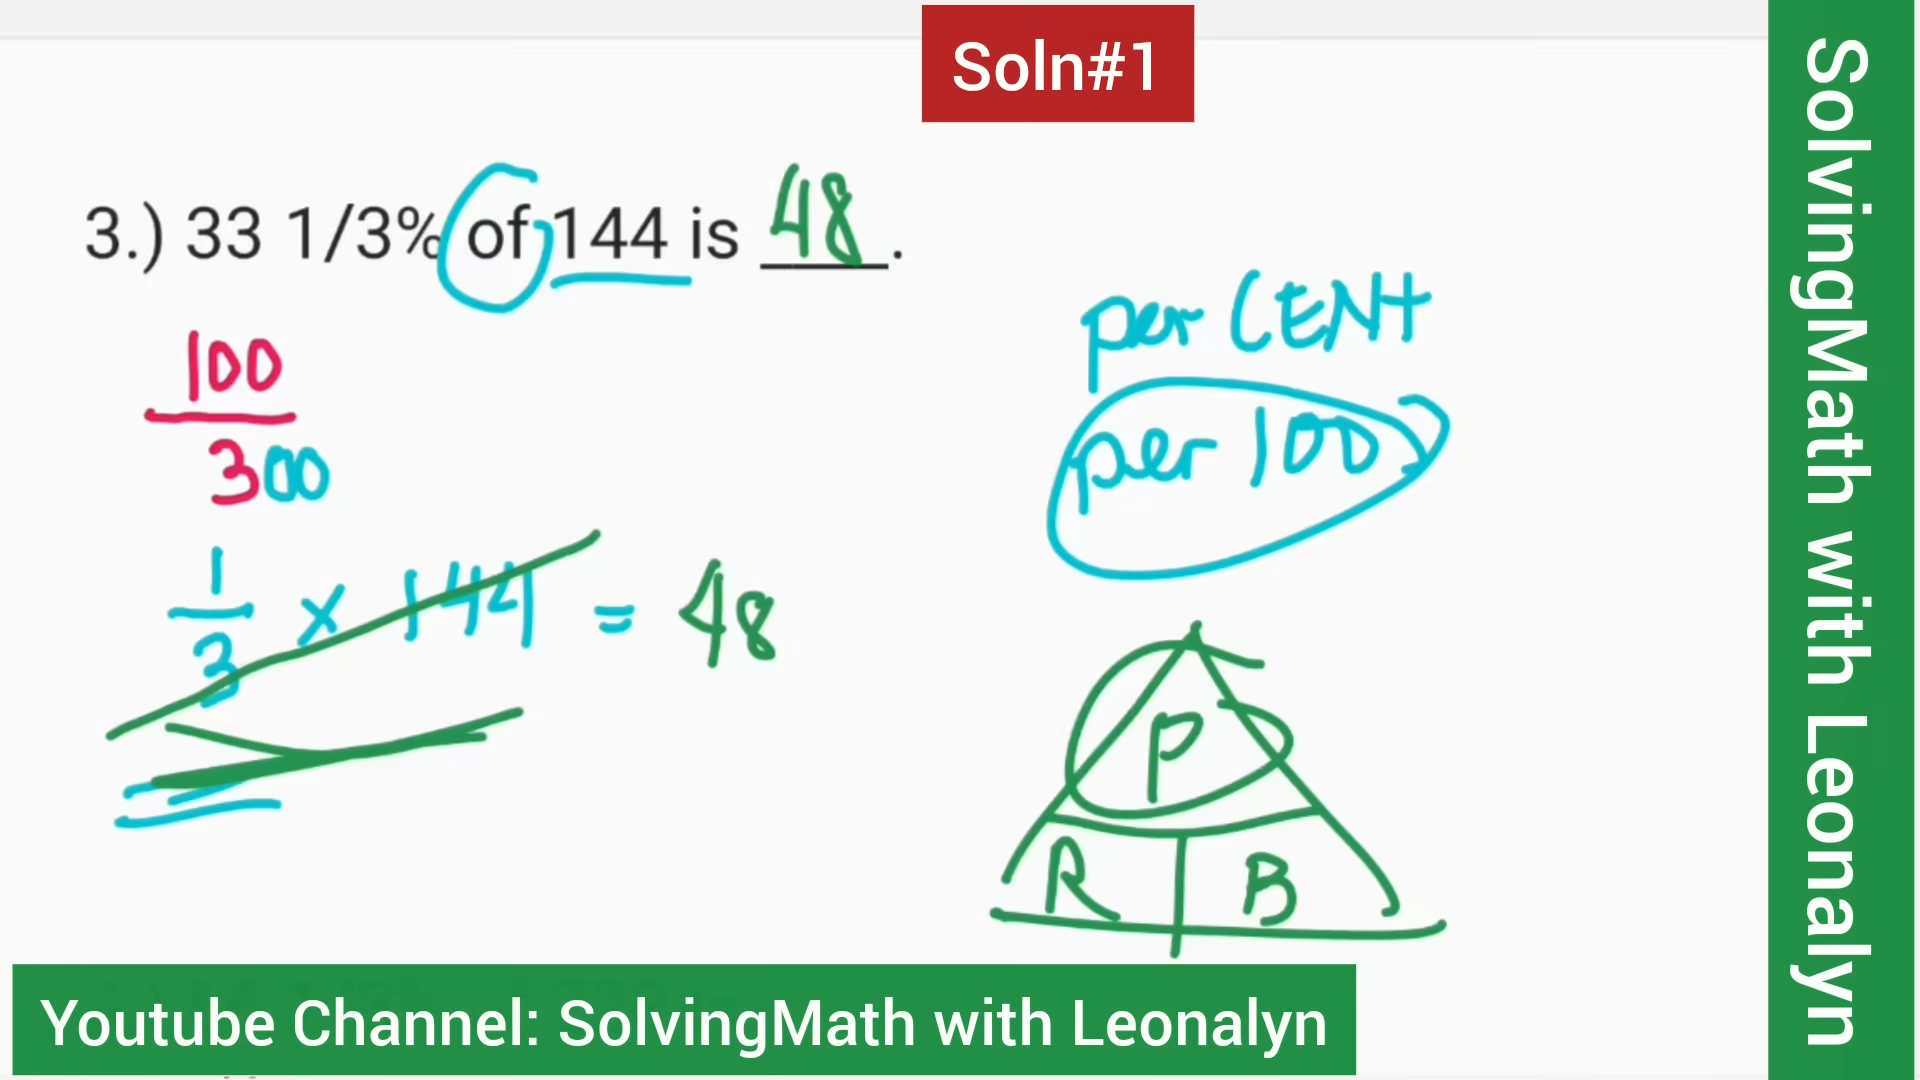 Soln#1
3.) 33 1/3% of 144 is 48.
100
300
1
3
x 144 = 48
per CENT
per 100
P
R B
Youtube Channel: SolvingMath with Leonalyn
SolvingMath with Leonalyn